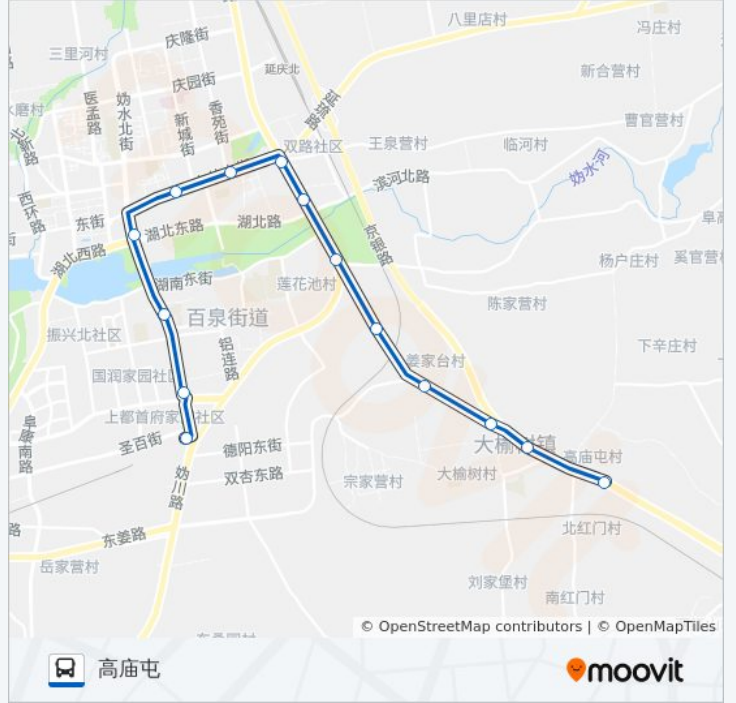 八里店村
冯庄村
庆隆街
三里河村
延庆北
新合营村
庆园街
医孟路
妫水北街
香苑街
新城街
延琉路
水磨村
曹官营村
双路社区
王泉营村
临河村
妫水河
滨河北路
西环路
东街
湖北东路
湖北路
京银路
湖北西路
杨户庄村
奚官营
湖南东街
莲花池村
陈家营村
百泉街道
振兴北社区
铝连路
下辛庄村
姜家台村
国润家园社区
上都首府家园社区
阜康南路
圣百街
德阳东街
大榆树镇
高庙屯村
妫川路
双杏东路
宗家营村
大榆树村
东姜路
北红门村
岳家营村
刘家堡村
南红门村
© OpenStreetMap contributors | © OpenMapTiles
高庙屯
moovit